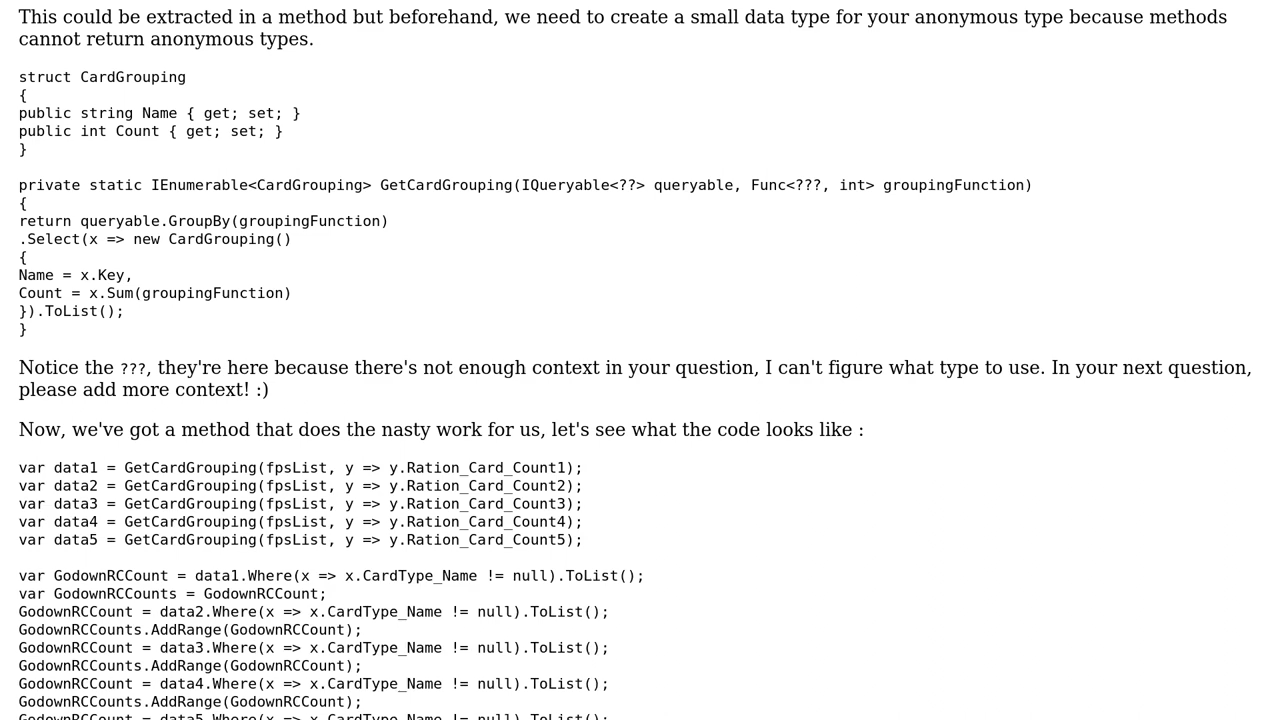 This could be extracted in a method but beforehand, we need to create a small data type for your anonymous type because methods
cannot return anonymous types.
struct CardGrouping
{
public string Name { get; set; }
public int Count { get; set; }
}
private static IEnumerable<CardGrouping> GetCardGrouping(IQueryable<??> queryable, Func<???, int> groupingFunction)
{
return queryable.GroupBy(groupingFunction)
.Select(x => new CardGrouping()
{
Name = x.Key,
Count = x.Sum(groupingFunction)
}).ToList();
}
Notice the ???, they're here because there's not enough context in your question, I can't figure what type to use. In your next question,
please add more context! :)
Now, we've got a method that does the nasty work for us, let's see what the code looks like :
var data1 = GetCardGrouping(fpsList, y => y.Ration_Card_Count1);
var data2 = GetCardGrouping(fpsList, y => y.Ration_Card_Count2);
var data3 = GetCardGrouping(fpsList, y => y.Ration_Card_Count3);
var data4 = GetCardGrouping(fpsList, y => y.Ration_Card_Count4);
var data5 = GetCardGrouping(fpsList, y => y.Ration_Card_Count5);
var GodownRCCount = data1.Where(x => x.CardType_Name != null).ToList();
var GodownRCCounts = GodownRCCount;
GodownRCCount = data2.Where(x => x.CardType_Name != null).ToList();
GodownRCCounts.AddRange(GodownRCCount);
GodownRCCount = data3.Where(x => x.CardType_Name != null).ToList();
GodownRCCounts.AddRange(GodownRCCount);
GodownRCCount = data4.Where(x => x.CardType_Name != null).ToList();
GodownRCCounts.AddRange(GodownRCCount);
GodownRCCount = data5.Where(x => x.CardType_Name != null).ToList();